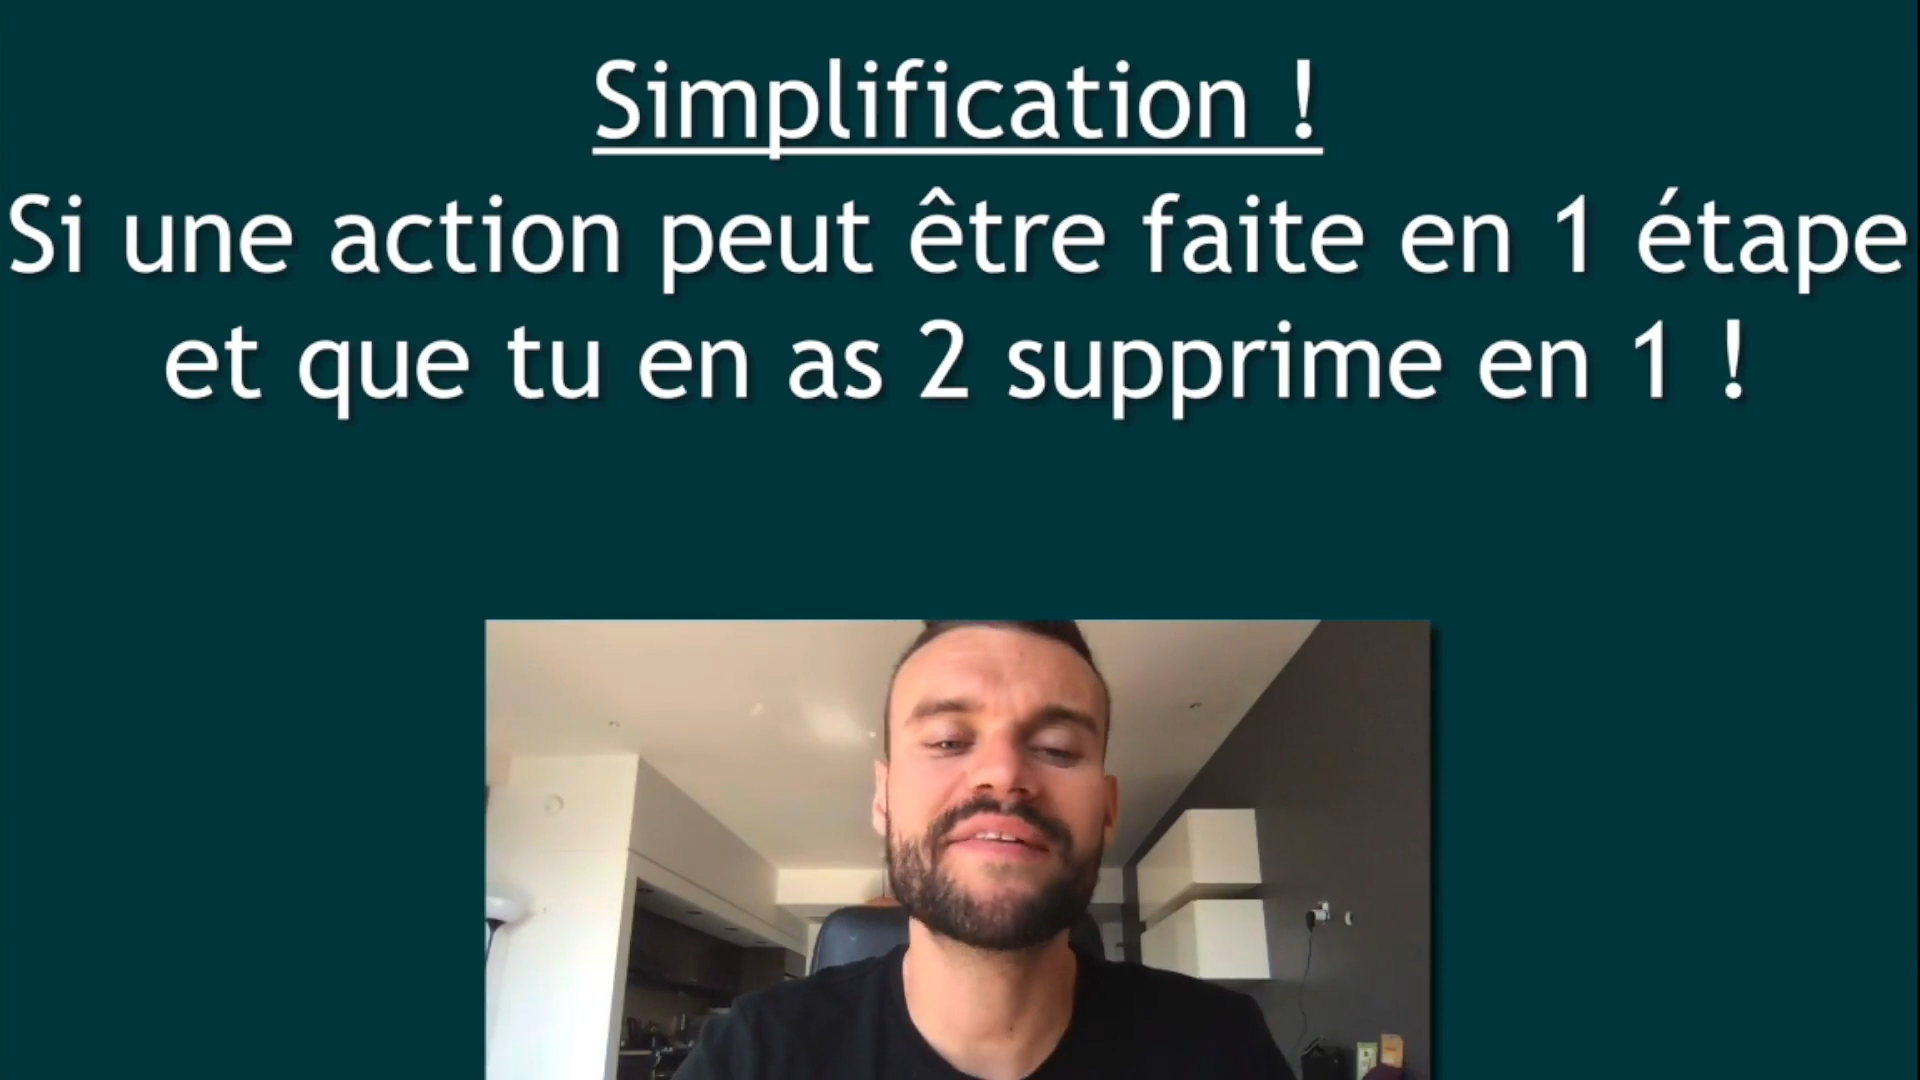 Simplification !
Si une action peut être faite en 1 étape
et que tu en as 2 supprime en 1 !